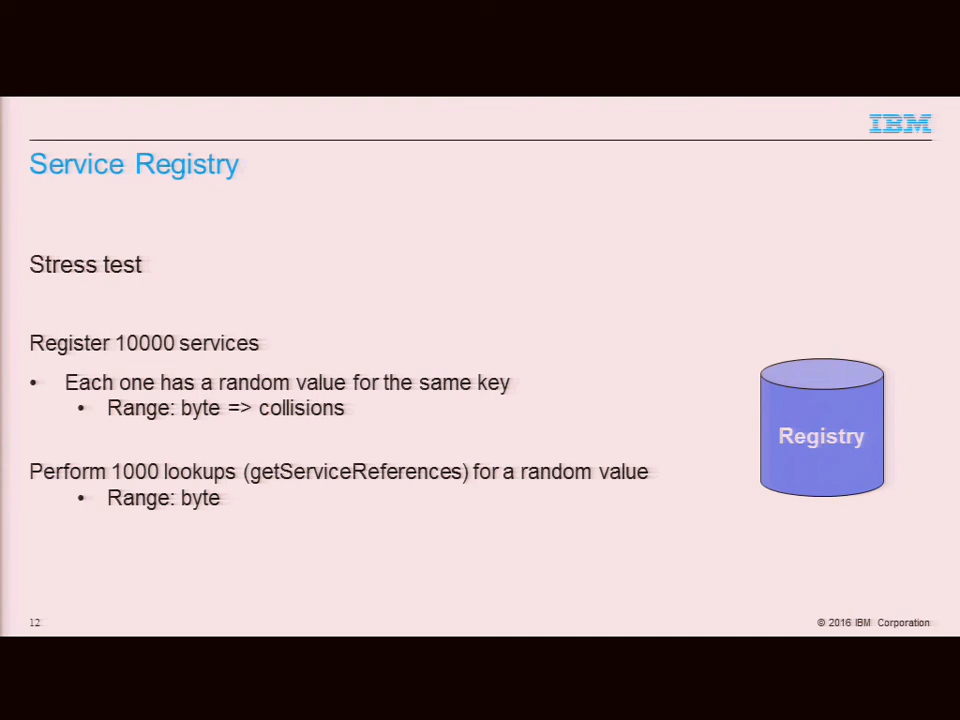 IBM
Service Registry
Stress test
Register 10000 services
• Each one has a random value for the same key
• Range: byte => collisions
Perform 1000 lookups (getServiceReferences) for a random value
• Range: byte
Registry
12
© 2016 IBM Corporation